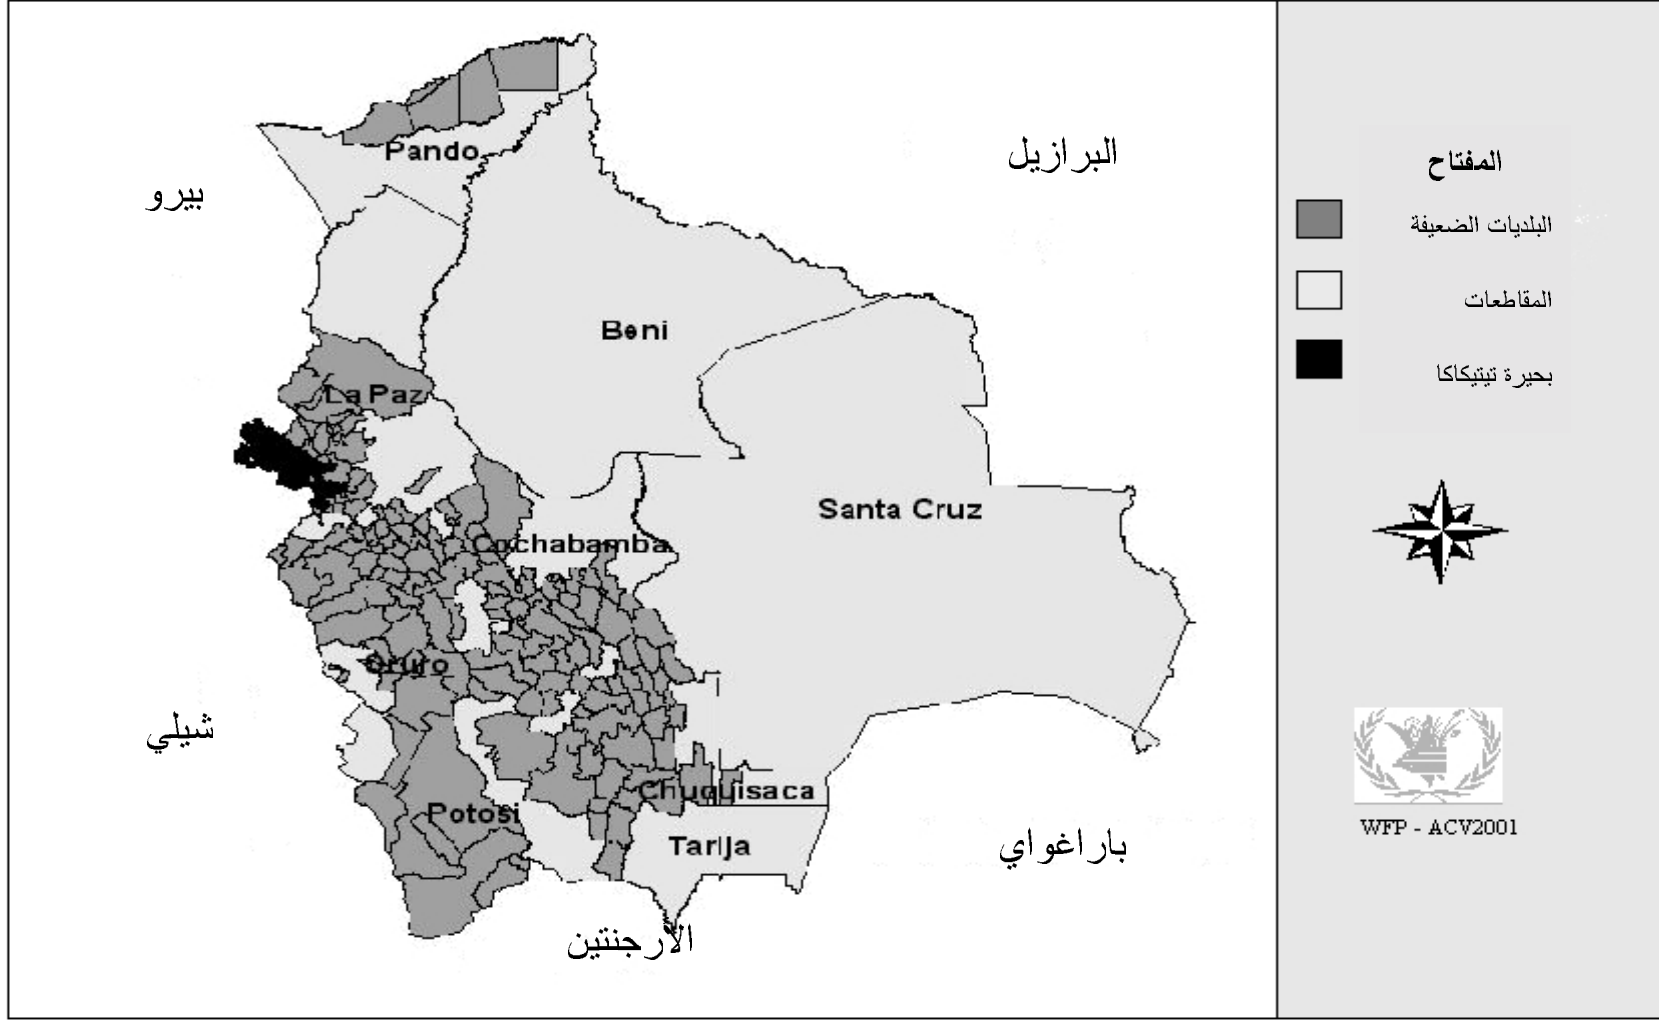 البرازيل
Pando
بيرو
Beni
La Paz
Santa Cruz
Cochabamba
Oruro
شيلي
Chuquisaca
Potosi
Tarija
باراغواي
الأرجنتين
المفتاح
البلديات الضعيفة
المقاطعات
بحيرة تيتيكاكا
WFP - ACV2001